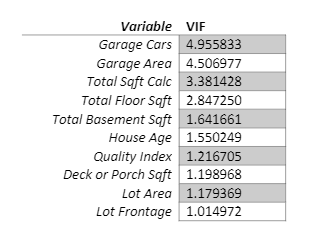 Variable VIF
Garage Cars 4.955833
Garage Area 4.506977
Total Sqft Calc 3.381428
Total Floor Sqft 2.847250
Total Basement Sqft 1.641661
House Age 1.550249
Quality Index 1.216705
Deck or Porch Sqft 1.198968
Lot Area 1.179369
Lot Frontage 1.014972